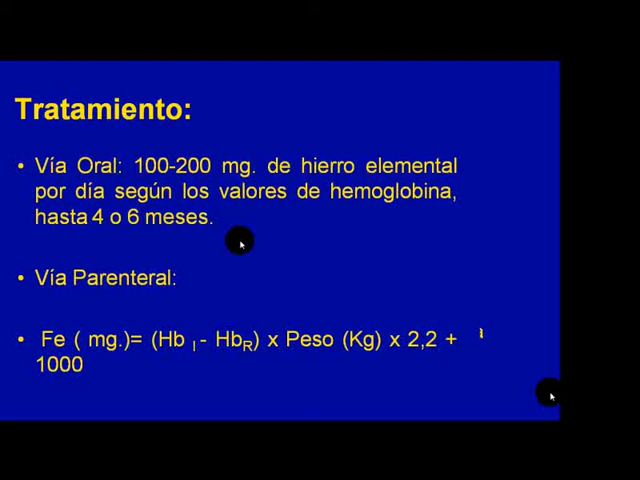 Tratamiento:
• Vía Oral: 100-200 mg. de hierro elemental
por día según los valores de hemoglobina,
hasta 4 o 6 meses.
• Vía Parenteral:
• Fe ( mg.)= (Hb I - HbR) x Peso (Kg) x 2,2 +
1000